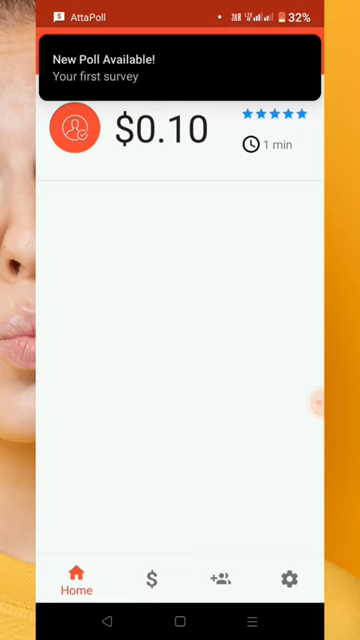 AttaPoll
32%
New Poll Available!
Your first survey
$0.10
1 min
Home